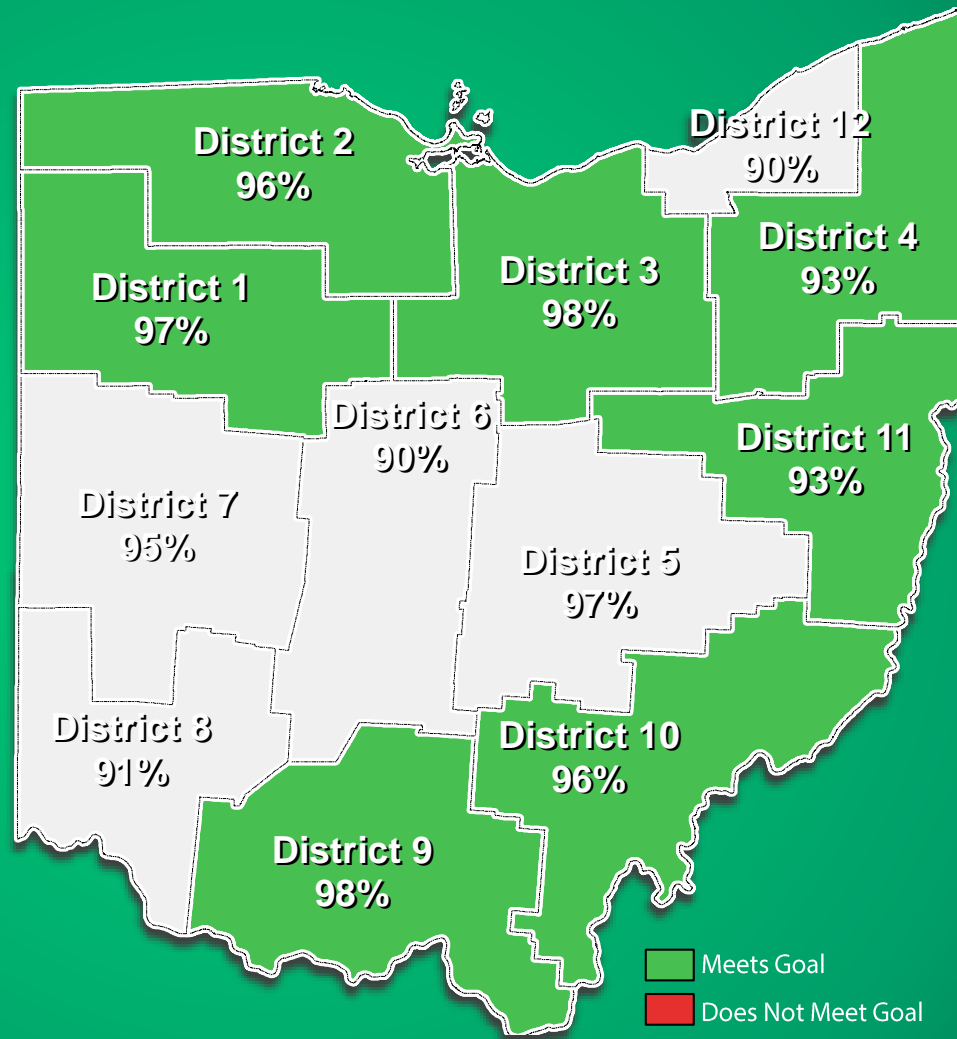 District 12
90%
District 2
96%
District 4
93%
District 3
98%
District 1
97%
District 6
90%
District 11
93%
District 7
95%
District 5
97%
District 8
91%
District 10
96%
District 9
98%
Meets Goal
Does Not Meet Goal